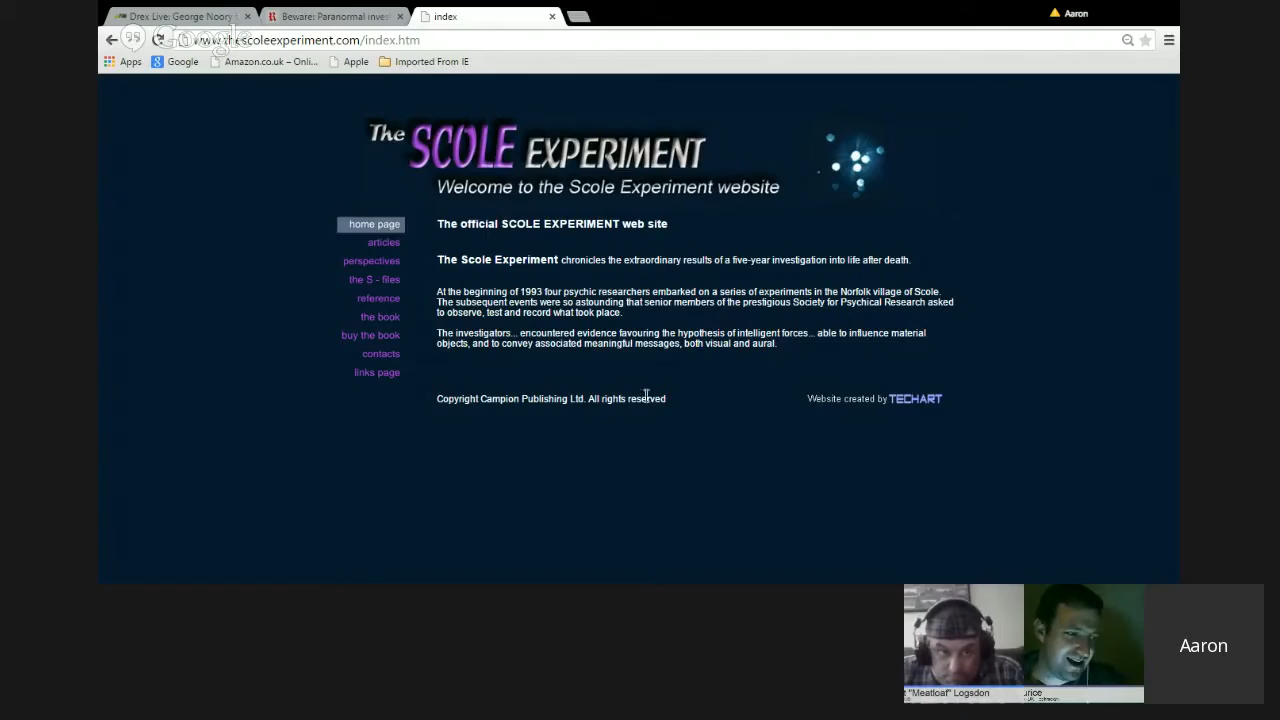 Drex Live: George Noory
Beware: Paranormal inves
index
Aaron
Google
www.thescoleexperiment.com/index.htm
Apps
Google
Amazon.co.uk – Onli...
Apple
Imported From IE
The SCOLE EXPERIMENT
Welcome to the Scole Experiment website
home page
articles
perspectives
the S - files
reference
the book
buy the book
contacts
links page
The official SCOLE EXPERIMENT web site
The Scole Experiment chronicles the extraordinary results of a five-year investigation into life after death.
At the beginning of 1993 four psychic researchers embarked on a series of experiments in the Norfolk village of Scole.
The subsequent events were so astounding that senior members of the prestigious Society for Psychical Research asked
to observe, test and record what took place.
The investigators... encountered evidence favouring the hypothesis of intelligent forces... able to influence material
objects, and to convey associated meaningful messages, both visual and aural.
Copyright Campion Publishing Ltd. All rights reserved
Website created by TECHART
t "Meatloaf" Logsdon
urice
Aaron